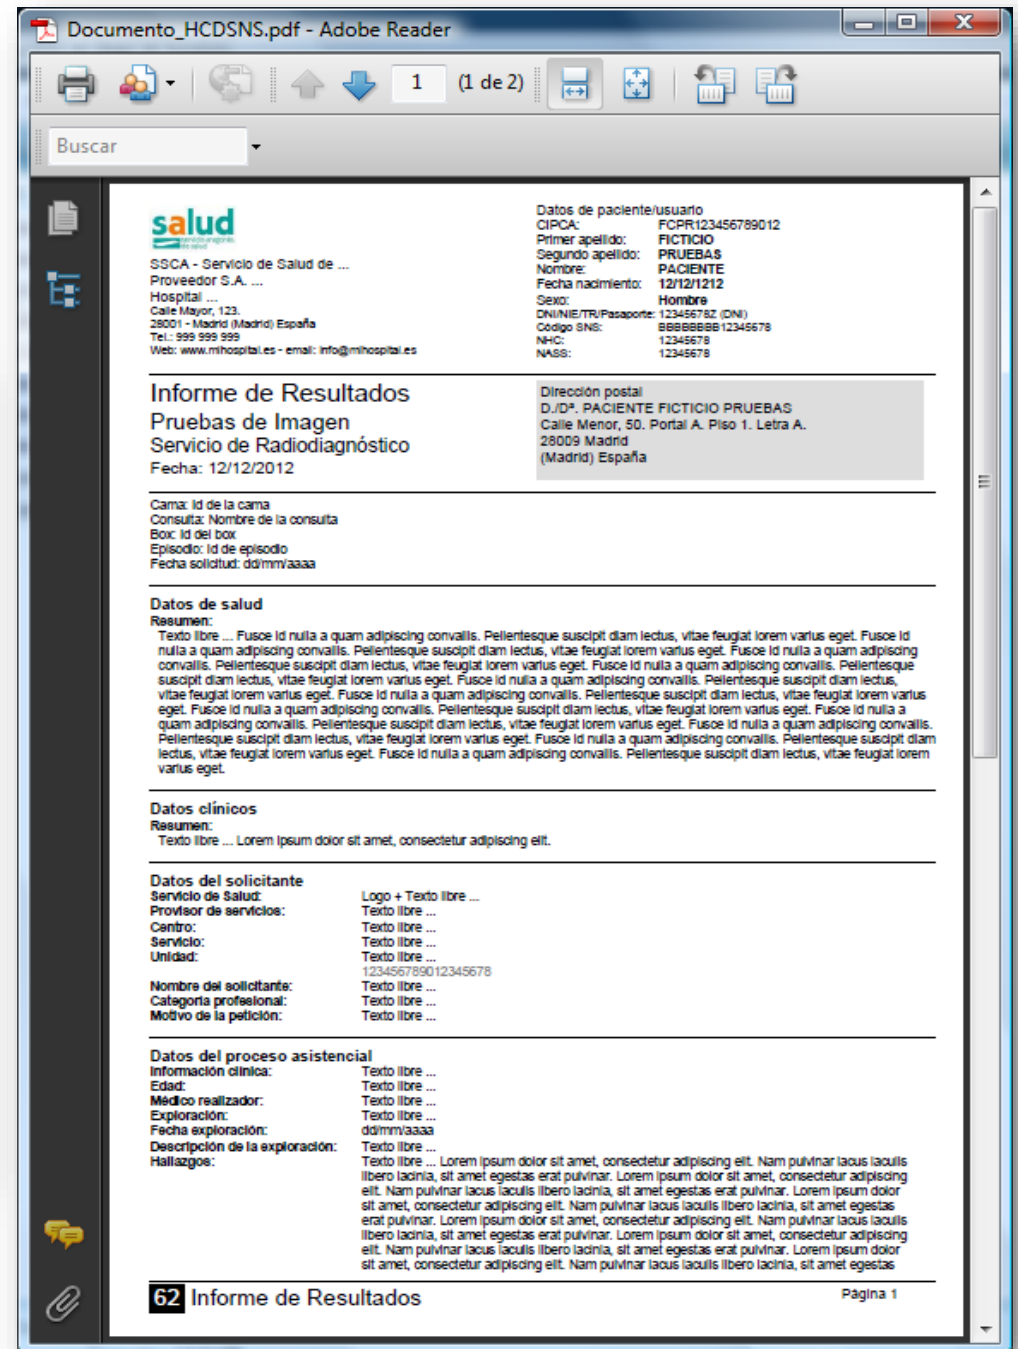 Documento_HCDSNS.pdf - Adobe Reader
1 (1 de 2)
Buscar
salud
servicio aragonés
de salud
SSCA - Servicio de Salud de ...
Proveedor S.A. ...
Hospital ...
Calle Mayor, 123.
28001 - Madrid (Madrid) España
Tel.: 999 999 999
Web: www.mihospital.es - email: info@mihospital.es
Datos de paciente/usuario
CIPCA: FCPR123456789012
Primer apellido: FICTICIO
Segundo apellido: PRUEBAS
Nombre: PACIENTE
Fecha nacimiento: 12/12/1212
Sexo: Hombre
DNI/NIE/TR/Pasaporte: 12345678Z (DNI)
Código SNS: BBBBBBBB12345678
NHC: 12345678
NASS: 12345678
Informe de Resultados
Pruebas de Imagen
Servicio de Radiodiagnóstico
Fecha: 12/12/2012
Dirección postal
D./Dª. PACIENTE FICTICIO PRUEBAS
Calle Menor, 50. Portal A. Piso 1. Letra A.
28009 Madrid
(Madrid) España
Cama: Id de la cama
Consulta: Nombre de la consulta
Box: Id del box
Episodio: Id de episodio
Fecha solicitud: dd/mm/aaaa
Datos de salud
Resumen:
Texto libre ... Fusce id nulla a quam adipiscing convallis. Pellentesque suscipit diam lectus, vitae feugiat lorem varius eget. Fusce id
nulla a quam adipiscing convallis. Pellentesque suscipit diam lectus, vitae feugiat lorem varius eget. Fusce id nulla a quam adipiscing
convallis. Pellentesque suscipit diam lectus, vitae feugiat lorem varius eget. Fusce id nulla a quam adipiscing convallis. Pellentesque
suscipit diam lectus, vitae feugiat lorem varius eget. Fusce id nulla a quam adipiscing convallis. Pellentesque suscipit diam lectus,
vitae feugiat lorem varius eget. Fusce id nulla a quam adipiscing convallis. Pellentesque suscipit diam lectus, vitae feugiat lorem varius
eget. Fusce id nulla a quam adipiscing convallis. Pellentesque suscipit diam lectus, vitae feugiat lorem varius eget. Fusce id nulla a
quam adipiscing convallis. Pellentesque suscipit diam lectus, vitae feugiat lorem varius eget. Fusce id nulla a quam adipiscing convallis.
Pellentesque suscipit diam lectus, vitae feugiat lorem varius eget. Fusce id nulla a quam adipiscing convallis. Pellentesque suscipit diam
lectus, vitae feugiat lorem varius eget. Fusce id nulla a quam adipiscing convallis. Pellentesque suscipit diam lectus, vitae feugiat lorem
varius eget.
Datos clínicos
Resumen:
Texto libre ... Lorem ipsum dolor sit amet, consectetur adipiscing elit.
Datos del solicitante
Servicio de Salud: Logo + Texto libre ...
Provisor de servicios: Texto libre ...
Centro: Texto libre ...
Servicio: Texto libre ...
Unidad: Texto libre ...
123456789012345678
Nombre del solicitante: Texto libre ...
Categoría profesional: Texto libre ...
Motivo de la petición: Texto libre ...
Datos del proceso asistencial
Información clínica: Texto libre ...
Edad: Texto libre ...
Médico realizador: Texto libre ...
Exploración: Texto libre ...
Fecha exploración: dd/mm/aaaa
Descripción de la exploración: Texto libre ...
Hallazgos: Texto libre ... Lorem ipsum dolor sit amet, consectetur adipiscing elit. Nam pulvinar lacus iaculis
libero lacinia, sit amet egestas erat pulvinar. Lorem ipsum dolor sit amet, consectetur adipiscing
elit. Nam pulvinar lacus iaculis libero lacinia, sit amet egestas erat pulvinar. Lorem ipsum dolor
sit amet, consectetur adipiscing elit. Nam pulvinar lacus iaculis libero lacinia, sit amet egestas
erat pulvinar. Lorem ipsum dolor sit amet, consectetur adipiscing elit. Nam pulvinar lacus iaculis
libero lacinia, sit amet egestas erat pulvinar. Lorem ipsum dolor sit amet, consectetur adipiscing
elit. Nam pulvinar lacus iaculis libero lacinia, sit amet egestas erat pulvinar. Lorem ipsum dolor
sit amet, consectetur adipiscing elit. Nam pulvinar lacus iaculis libero lacinia, sit amet egestas
62 Informe de Resultados
Página 1